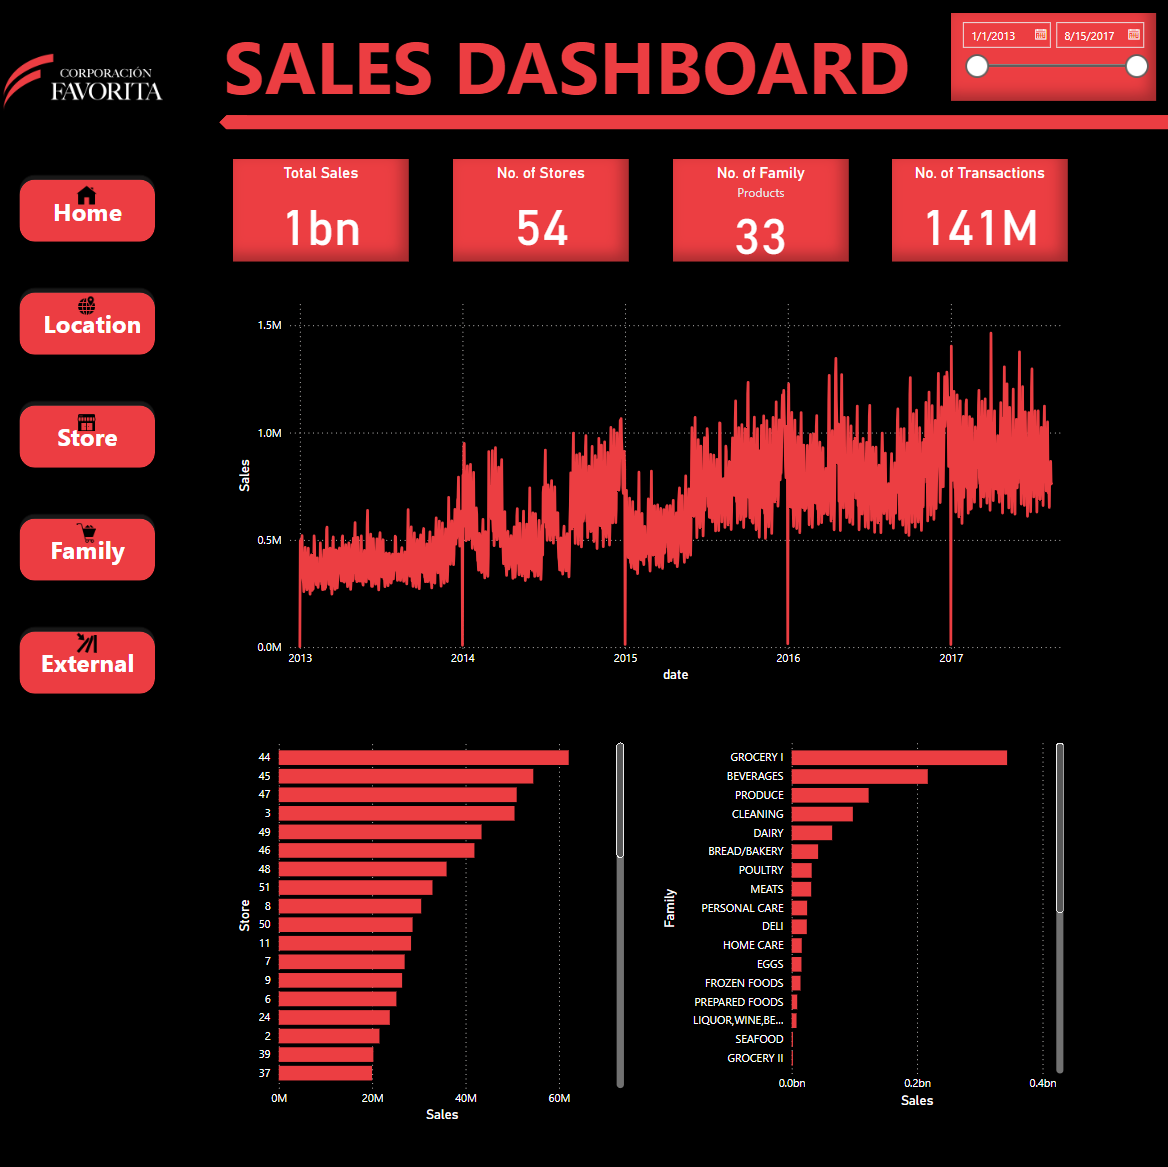 CORPORACIÓN
FAVORITA
SALES DASHBOARD
1/1/2013
8/15/2017
Home
Location
Store
Family
External
Total Sales
1bn
No. of Stores
54
No. of Family
Products
33
No. of Transactions
141M
1.5M
1.0M
0.5M
0.0M
Sales
2013
2014
2015
2016
2017
date
Store
44
45
47
3
49
46
48
51
8
50
11
7
9
6
24
2
39
37
0M
20M
40M
60M
Sales
Family
GROCERY I
BEVERAGES
PRODUCE
CLEANING
DAIRY
BREAD/BAKERY
POULTRY
MEATS
PERSONAL CARE
DELI
HOME CARE
EGGS
FROZEN FOODS
PREPARED FOODS
LIQUOR,WINE,BE...
SEAFOOD
GROCERY II
0.0bn
0.2bn
0.4bn
Sales